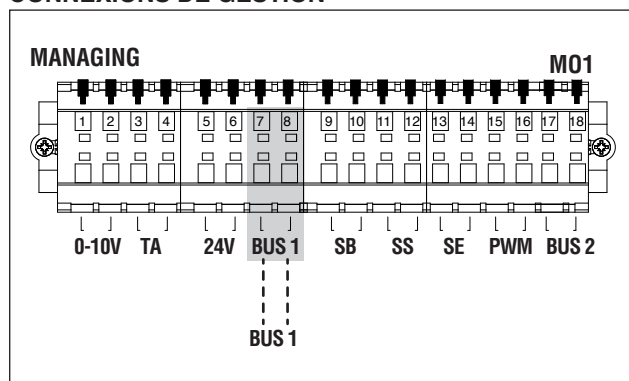 CONNEXIONS DE GESTION
MANAGING
M01
1 2 3 4 5 6 7 8 9 10 11 12 13 14 15 16 17 18
0-10V TA 24V BUS 1 SB SS SE PWM BUS 2
BUS 1